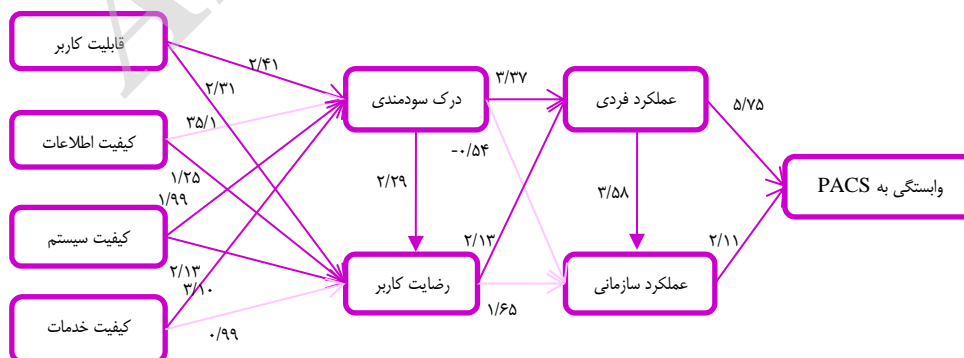 قابلیت کاربر
۲/۴۱
۲/۳۱
درک سودمندی
۳/۳۷
عملکرد فردی
۵/۷۵
۳۵/۱
کیفیت اطلاعات
-۰/۵۴
۲/۲۹
۳/۵۸
۱/۲۵
۱/۹۹
وابستگی به PACS
کیفیت سیستم
۲/۱۳
۲/۱۱
۲/۱۳
۳/۱۰
رضایت کاربر
۱/۶۵
عملکرد سازمانی
کیفیت خدمات
۰/۹۹